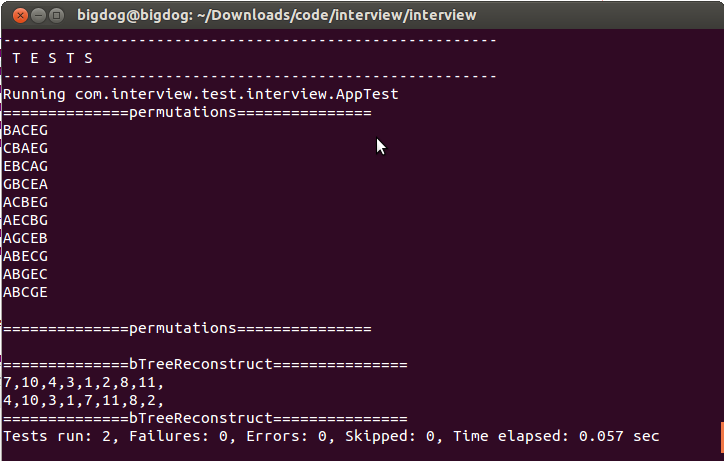 bigdog@bigdog: ~/Downloads/code/interview/interview
-------------------------------------------------------
 T E S T S
-------------------------------------------------------
Running com.interview.test.interview.AppTest
==============permutations===============
BACEG
CBAEG
EBCAG
GBCEA
ACBEG
AECBG
AGCEB
ABECG
ABGEC
ABCGE
==============permutations===============
==============bTreeReconstruct===============
7,10,4,3,1,2,8,11,
4,10,3,1,7,11,8,2,
==============bTreeReconstruct===============
Tests run: 2, Failures: 0, Errors: 0, Skipped: 0, Time elapsed: 0.057 sec